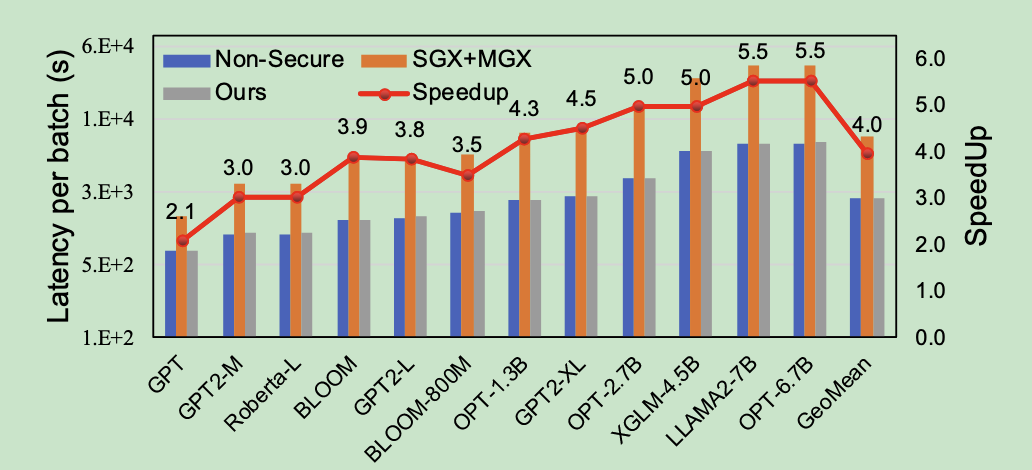 Latency per batch (s)
6.E+4
1.E+4
3.E+3
5.E+2
1.E+2
Non-Secure
SGX+MGX
Ours
Speedup
2.1
3.0
3.0
3.9
3.8
3.5
4.3
4.5
5.0
5.0
5.5
5.5
4.0
6.0
5.0
4.0
3.0
2.0
1.0
0.0
SpeedUp
GPT
GPT2-M
Roberta-L
BLOOM
GPT2-L
BLOOM-800M
OPT-1.3B
GPT2-XL
OPT-2.7B
XGLM-4.5B
LLAMA2-7B
OPT-6.7B
GeoMean